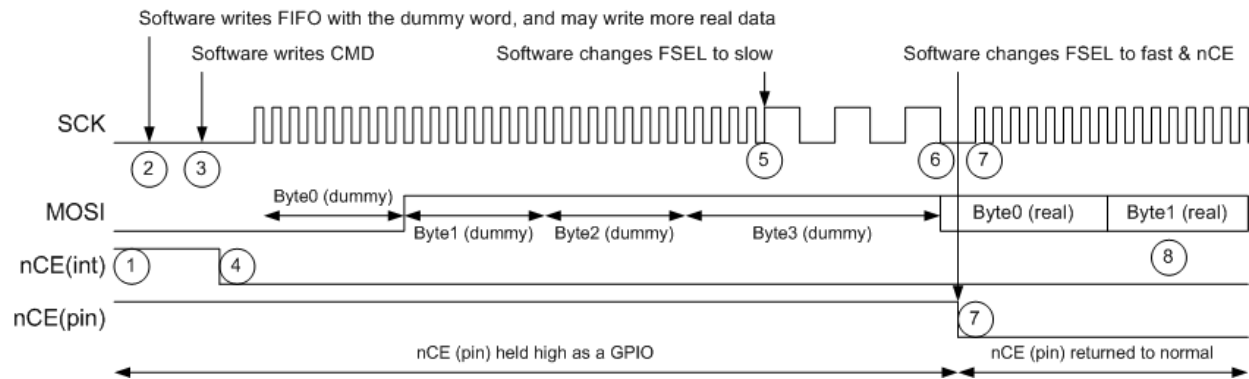 Software writes FIFO with the dummy word, and may write more real data
Software writes CMD
Software changes FSEL to slow
Software changes FSEL to fast & nCE
SCK
2
3
5
6
7
MOSI
Byte0 (dummy)
Byte1 (dummy)
Byte2 (dummy)
Byte3 (dummy)
Byte0 (real)
Byte1 (real)
nCE(int)
1
4
8
nCE(pin)
7
nCE (pin) held high as a GPIO
nCE (pin) returned to normal